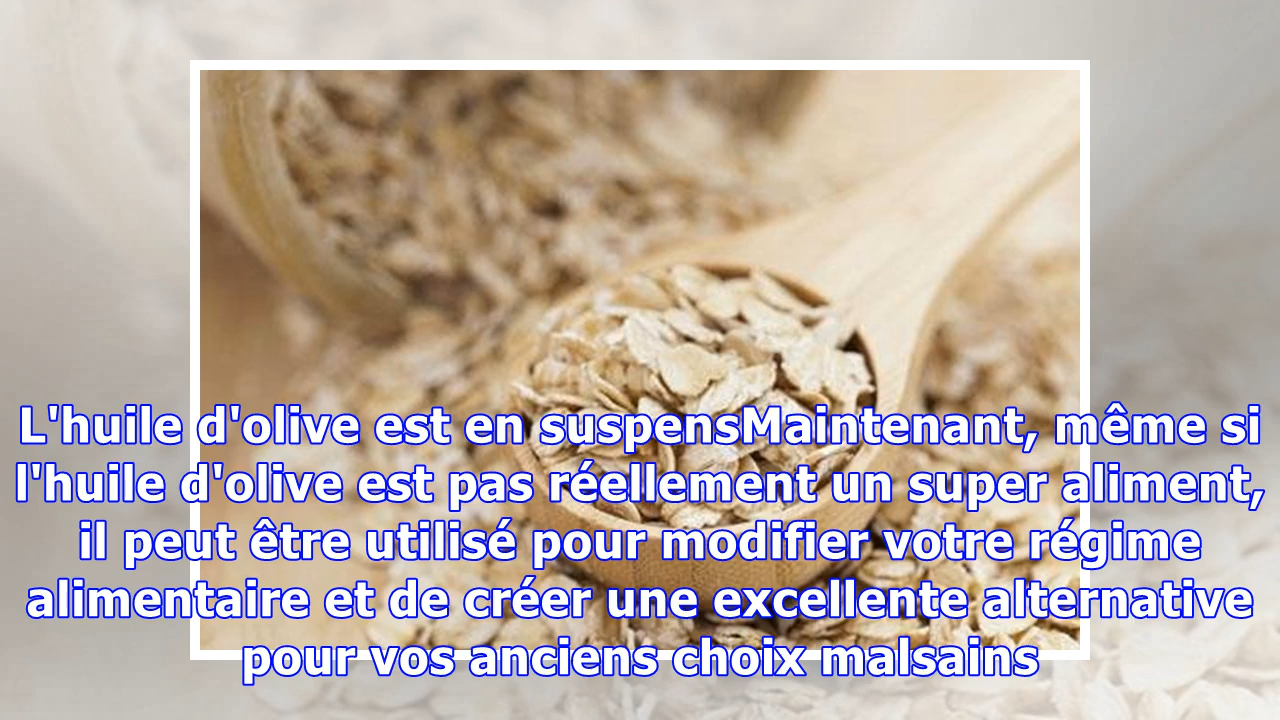 L'huile d'olive est en suspensMaintenant, même si
l'huile d'olive est pas réellement un super aliment,
il peut être utilisé pour modifier votre régime
alimentaire et de créer une excellente alternative
pour vos anciens choix malsains